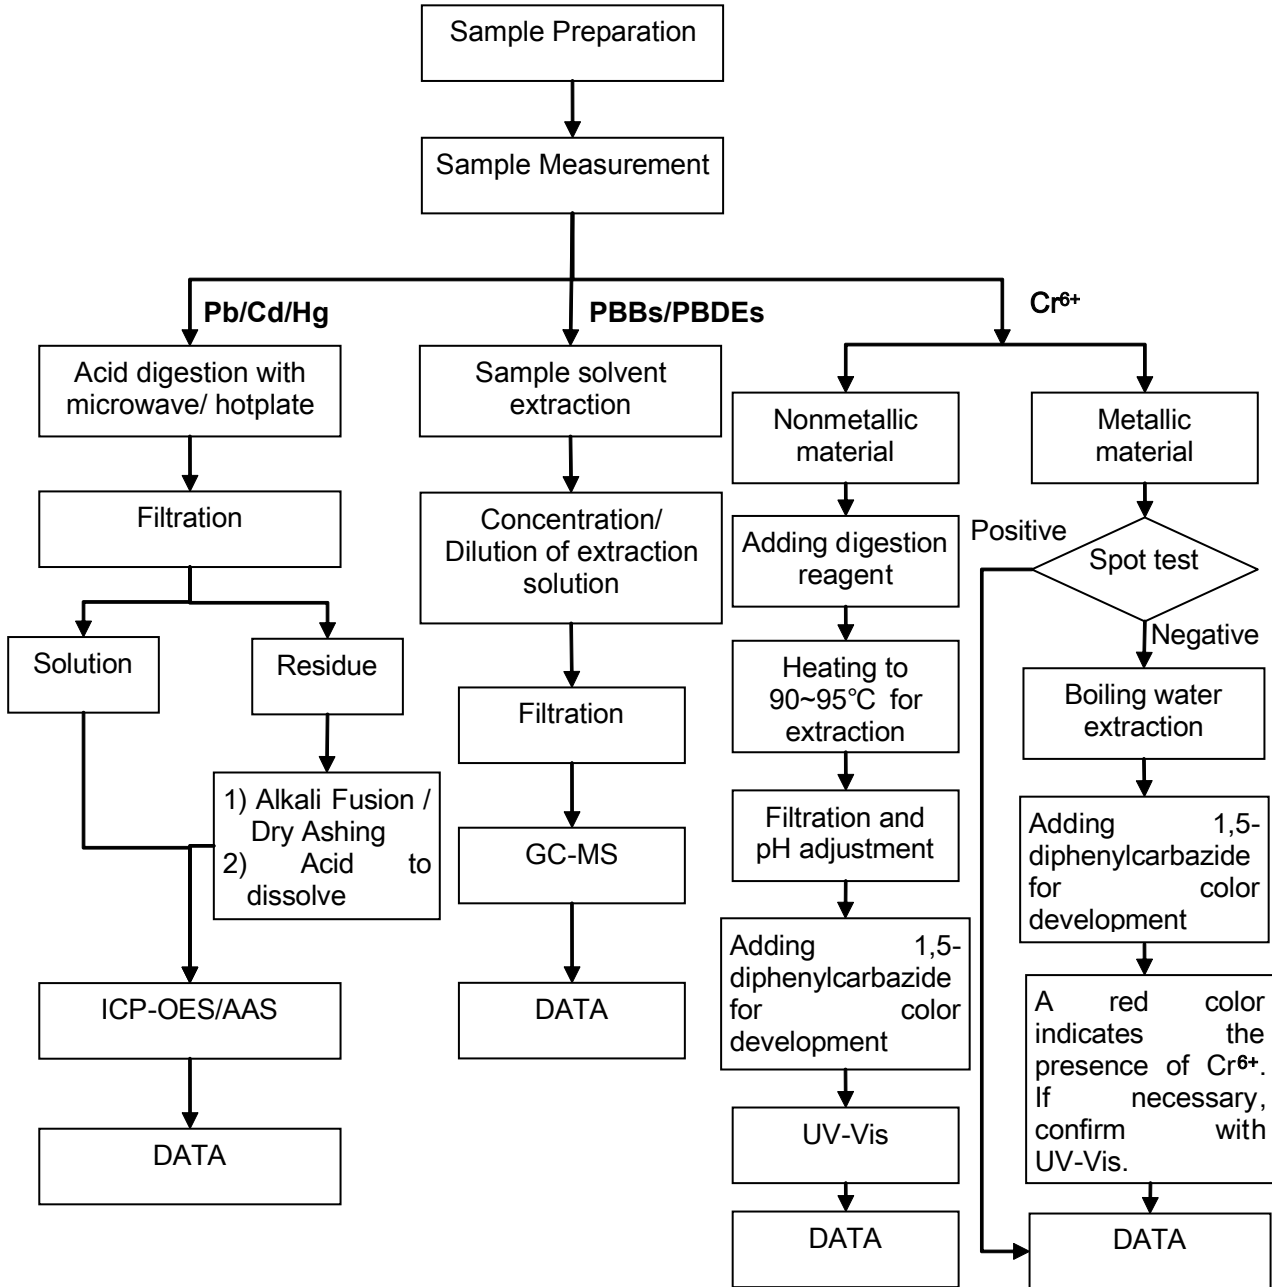 Sample Preparation
Sample Measurement
Pb/Cd/Hg
PBBs/PBDEs
Cr6+
Acid digestion with
microwave/ hotplate
Filtration
Solution
Residue
1) Alkali Fusion /
Dry Ashing
2) Acid to
dissolve
ICP-OES/AAS
DATA
Sample solvent
extraction
Concentration/
Dilution of extraction
solution
Filtration
GC-MS
DATA
Nonmetallic
material
Adding digestion
reagent
Heating to
90~95℃ for
extraction
Filtration and
pH adjustment
Adding 1,5-
diphenylcarbazide
for color
development
UV-Vis
DATA
Metallic
material
Positive
Spot test
Negative
Boiling water
extraction
Adding 1,5-
diphenylcarbazide
for color
development
A red color
indicates the
presence of Cr6+.
If necessary,
confirm with
UV-Vis.
DATA